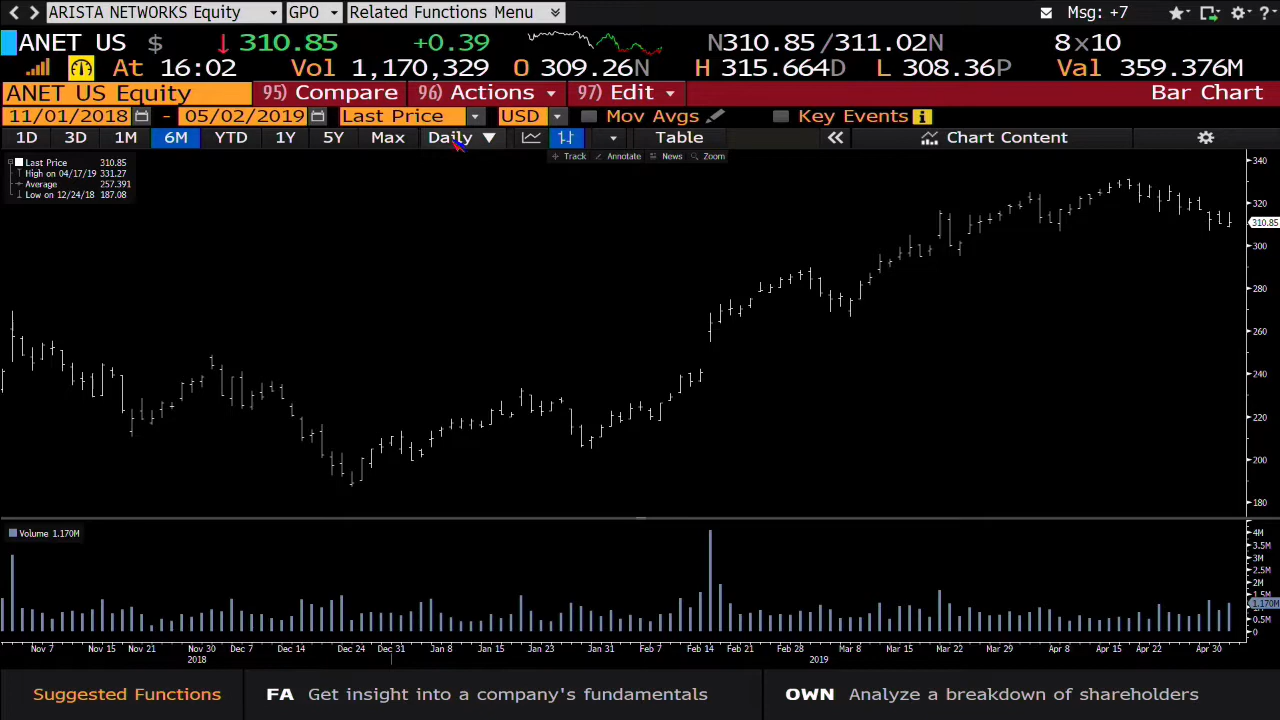 ARISTA NETWORKS Equity GPO Related Functions Menu Msg: +7 ?
ANET US $ ↓310.85 +0.39 N310.85/311.02N 8x10
At 16:02 Vol 1,170,329 O 309.26N H 315.664D L 308.36P Val 359.376M
ANET US Equity 95) Compare 96) Actions 97) Edit Bar Chart
11/01/2018 - 05/02/2019 Last Price USD Mov Avgs Key Events i
1D 3D 1M 6M YTD 1Y 5Y Max Daily ▼ Table « Chart Content
Track Annotate News Zoom
Last Price 310.85
High on 04/17/19 331.27
Average 257.391
Low on 12/24/18 187.08
340
320
310.85
300
280
260
240
220
200
180
Volume 1.170M
4M
3.5M
3M
2.5M
2M
1.5M
1.170M
0.5M
0
Nov 7 Nov 15 Nov 21 Nov 30 Dec 7 Dec 14 Dec 24 Dec 31 Jan 8 Jan 15 Jan 23 Jan 31 Feb 7 Feb 14 Feb 21 Feb 28 Mar 8 Mar 15 Mar 22 Mar 29 Apr 8 Apr 15 Apr 22 Apr 30
2018 2019
Suggested Functions FA Get insight into a company's fundamentals OWN Analyze a breakdown of shareholders